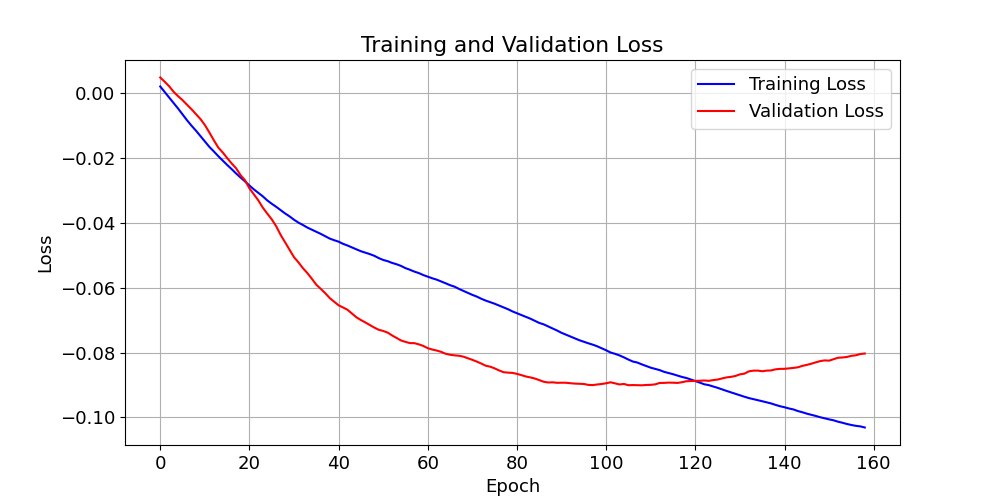 Training and Validation Loss
Training Loss
Validation Loss
0.00
−0.02
−0.04
−0.06
−0.08
−0.10
Loss
0 20 40 60 80 100 120 140 160
Epoch